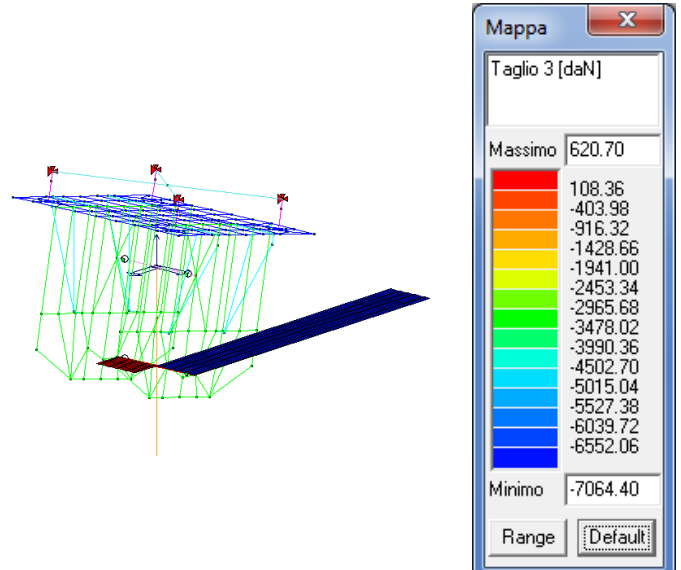 Mappa
Taglio 3 [daN]
Massimo 620.70
108.36
-403.98
-916.32
-1428.66
-1941.00
-2453.34
-2965.68
-3478.02
-3990.36
-4502.70
-5015.04
-5527.38
-6039.72
-6552.06
Minimo -7064.40
Range Default